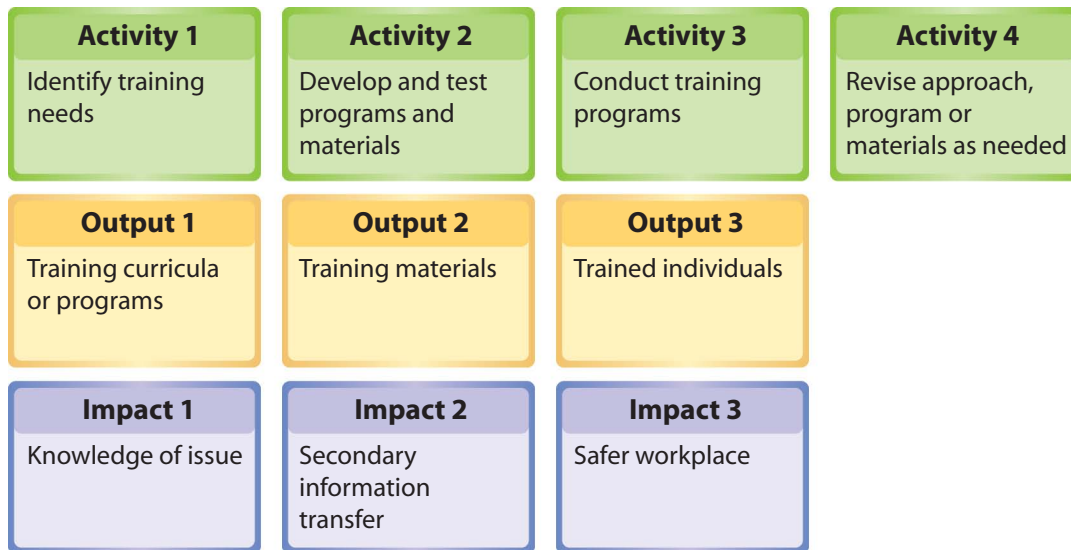 Activity 1
Identify training
needs
Activity 2
Develop and test
programs and
materials
Activity 3
Conduct training
programs
Activity 4
Revise approach,
program or
materials as needed
Output 1
Training curricula
or programs
Output 2
Training materials
Output 3
Trained individuals
Impact 1
Knowledge of issue
Impact 2
Secondary
information
transfer
Impact 3
Safer workplace